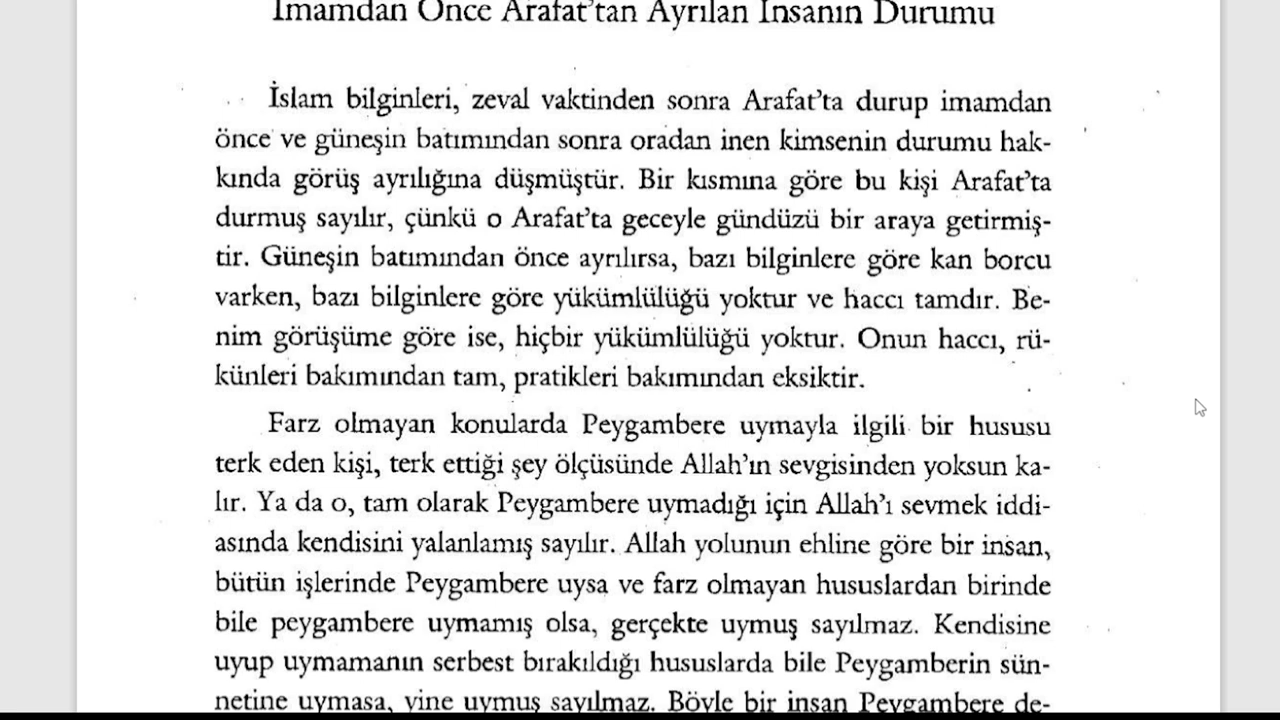 İmamdan Önce Arafat'tan Ayrılan İnsanın Durumu
İslam bilginleri, zeval vaktinden sonra Arafat'ta durup imamdan
önce ve güneşin batımından sonra oradan inen kimsenin durumu hak-
kında görüş ayrılığına düşmüştür. Bir kısmına göre bu kişi Arafat'ta
durmuş sayılır, çünkü o Arafat'ta geceyle gündüzü bir araya getirmiş-
tir. Güneşin batımından önce ayrılırsa, bazı bilginlere göre kan borcu
varken, bazı bilginlere göre yükümlülüğü yoktur ve haccı tamdır. Be-
nim görüşüme göre ise, hiçbir yükümlülüğü yoktur. Onun haccı, rü-
künleri bakımından tam, pratikleri bakımından eksiktir.
Farz olmayan konularda Peygambere uymayla ilgili bir hususu
terk eden kişi, terk ettiği şey ölçüsünde Allah'ın sevgisinden yoksun ka-
lır. Ya da o, tam olarak Peygambere uymadığı için Allah'ı sevmek iddi-
asında kendisini yalanlamış sayılır. Allah yolunun ehline göre bir insan,
bütün işlerinde Peygambere uysa ve farz olmayan hususlardan birinde
bile peygambere uymamış olsa, gerçekte uymuş sayılmaz. Kendisine
uyup uymamanın serbest bırakıldığı hususlarda bile Peygamberin sün-
netine uymasa, yine uymuş sayılmaz. Böyle bir insan Peygambere de-